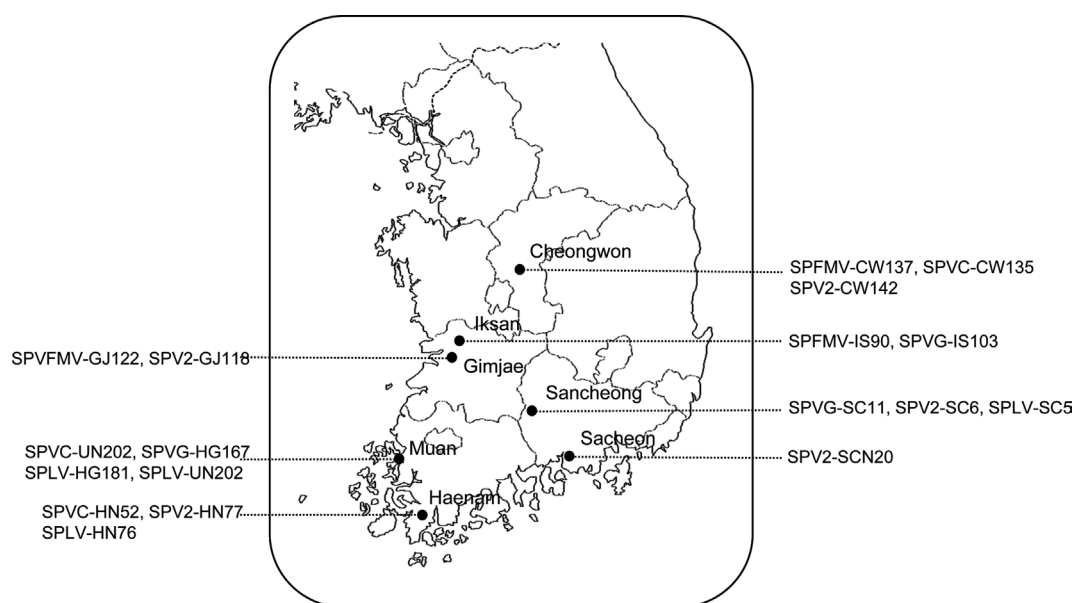 Cheongwon
SPFMV-CW137, SPVC-CW135
SPV2-CW142
Iksan
SPFMV-IS90, SPVG-IS103
SPVFMV-GJ122, SPV2-GJ118
Gimjae
Sancheong
SPVG-SC11, SPV2-SC6, SPLV-SC5
Sacheon
SPV2-SCN20
Muan
SPVC-UN202, SPVG-HG167
SPLV-HG181, SPLV-UN202
Haenam
SPVC-HN52, SPV2-HN77
SPLV-HN76